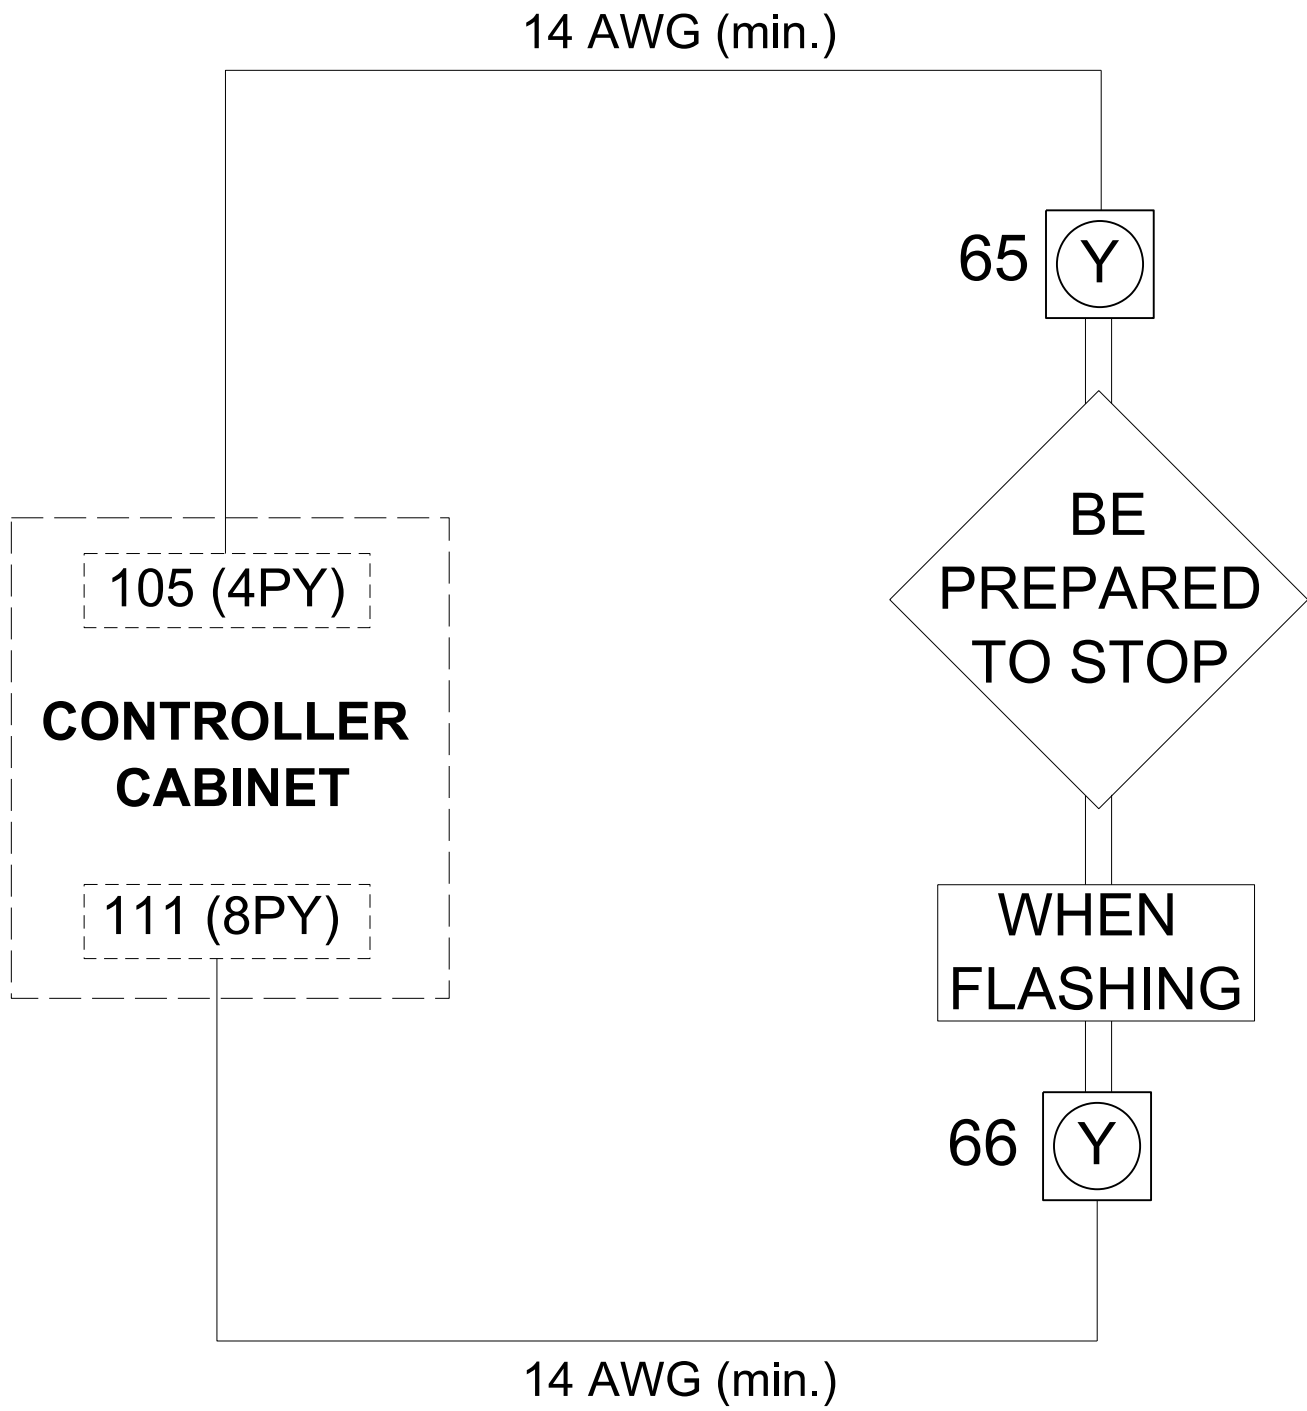 14 AWG (min.)
65
Y
BE
PREPARED
TO STOP
105 (4PY)
CONTROLLER
CABINET
111 (8PY)
WHEN
FLASHING
66
Y
14 AWG (min.)